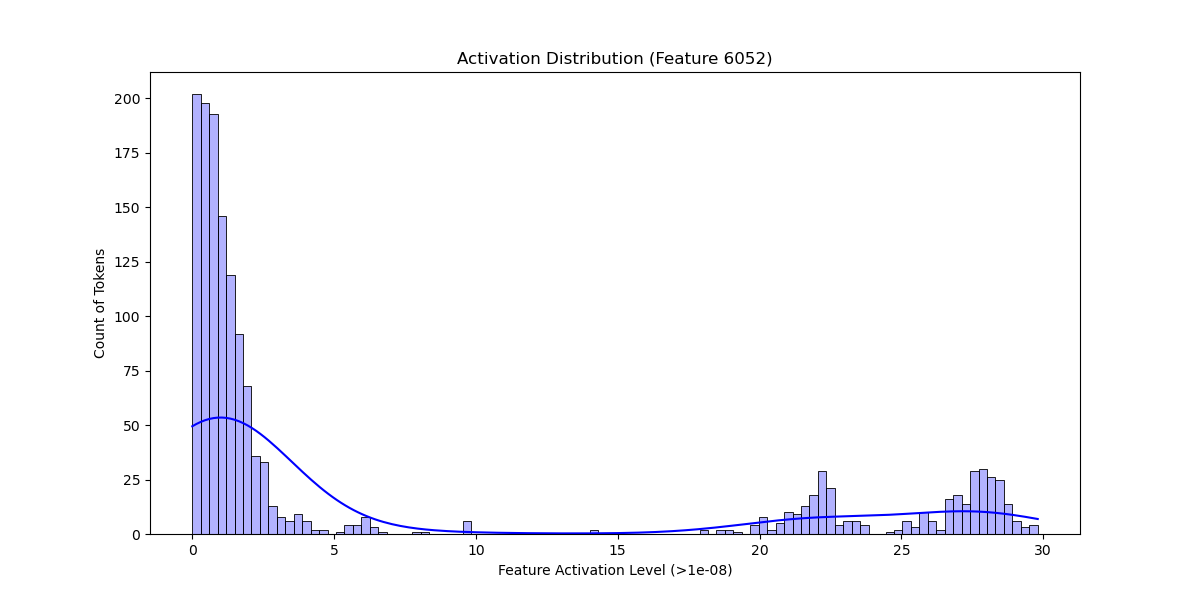 Activation Distribution (Feature 6052)
Count of Tokens
200
175
150
125
100
75
50
25
0
0 5 10 15 20 25 30
Feature Activation Level (>1e-08)